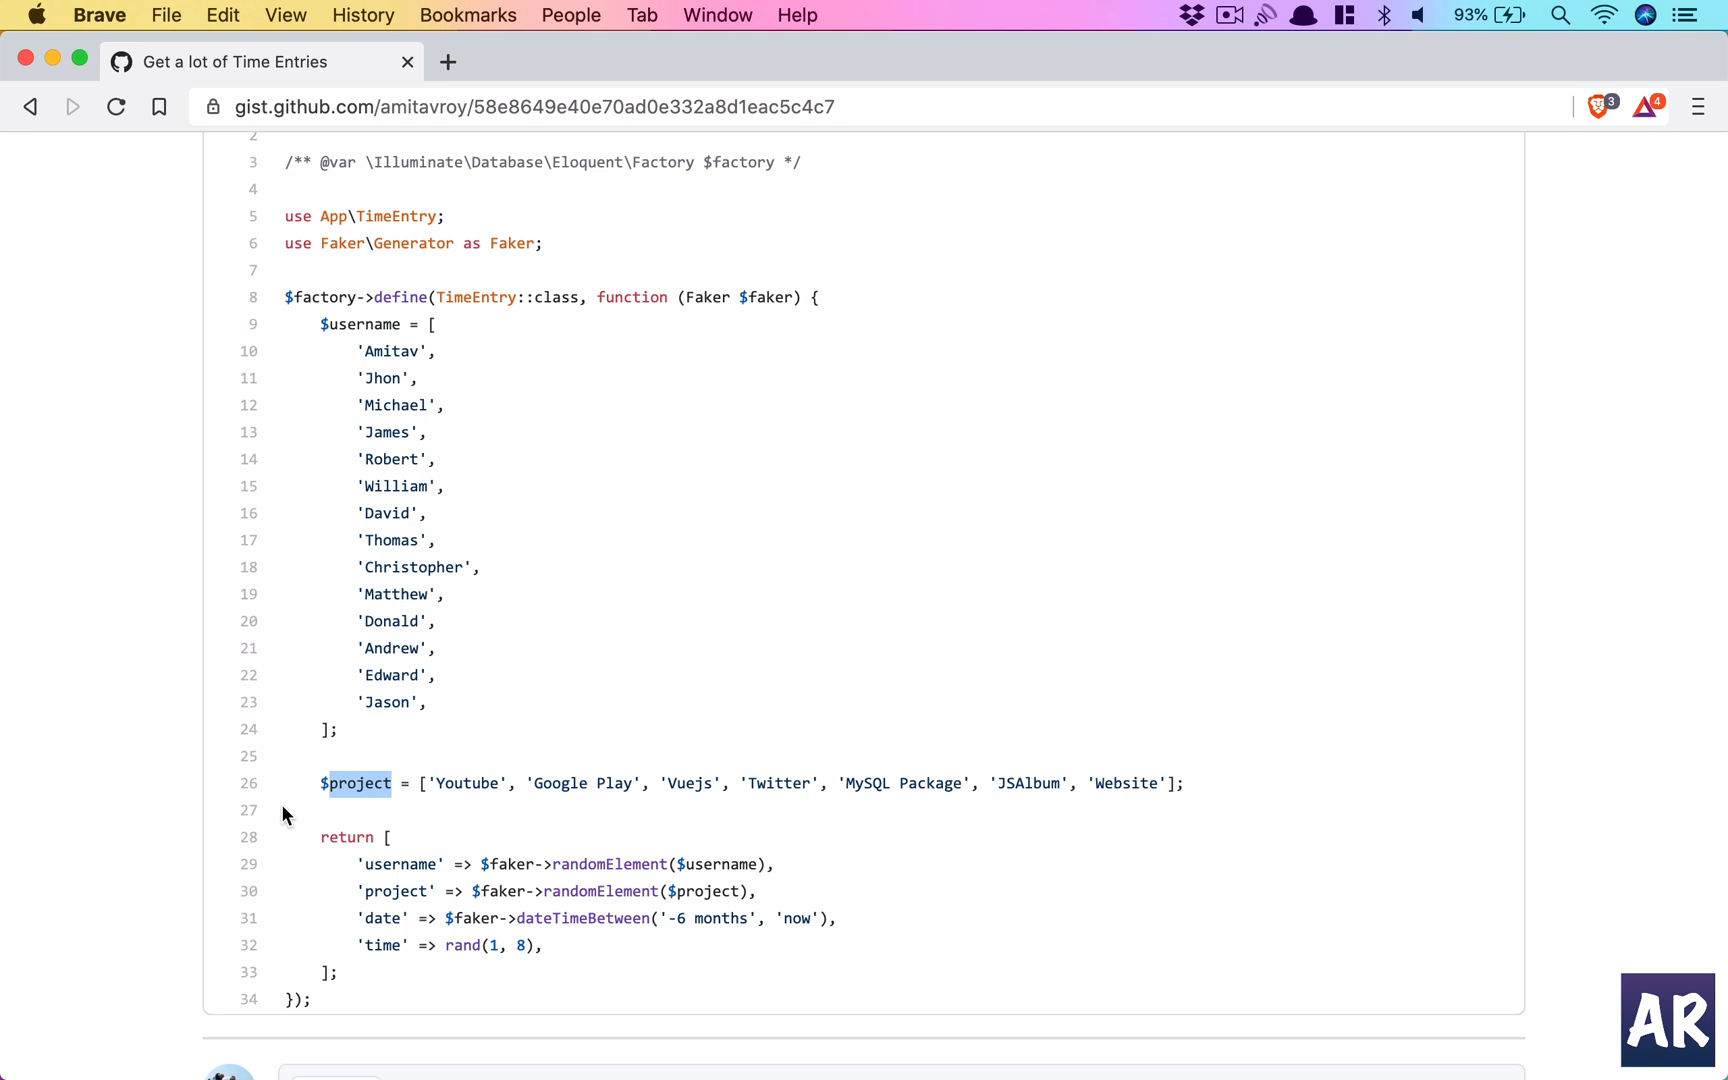 Brave File Edit View History Bookmarks People Tab Window Help 93%
Get a lot of Time Entries
gist.github.com/amitavroy/58e8649e40e70ad0e332a8d1eac5c4c7 3 4
2
3 /** @var \Illuminate\Database\Eloquent\Factory $factory */
4
5 use App\TimeEntry;
6 use Faker\Generator as Faker;
7
8 $factory->define(TimeEntry::class, function (Faker $faker) {
9 $username = [
10 'Amitav',
11 'Jhon',
12 'Michael',
13 'James',
14 'Robert',
15 'William',
16 'David',
17 'Thomas',
18 'Christopher',
19 'Matthew',
20 'Donald',
21 'Andrew',
22 'Edward',
23 'Jason',
24 ];
25
26 $project = ['Youtube', 'Google Play', 'Vuejs', 'Twitter', 'MySQL Package', 'JSAlbum', 'Website'];
27
28 return [
29 'username' => $faker->randomElement($username),
30 'project' => $faker->randomElement($project),
31 'date' => $faker->dateTimeBetween('-6 months', 'now'),
32 'time' => rand(1, 8),
33 ];
34 });
AR